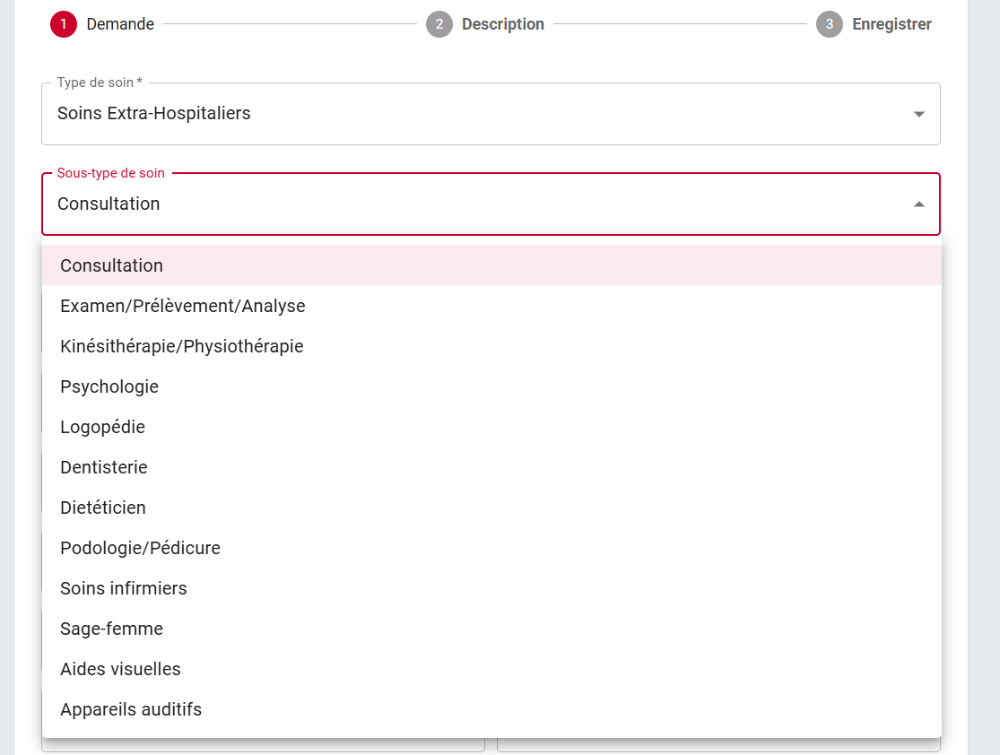 1 Demande 2 Description 3 Enregistrer
Type de soin *
Soins Extra-Hospitaliers
Sous-type de soin
Consultation
Consultation
Examen/Prélèvement/Analyse
Kinésithérapie/Physiothérapie
Psychologie
Logopédie
Dentisterie
Dietéticien
Podologie/Pédicure
Soins infirmiers
Sage-femme
Aides visuelles
Appareils auditifs